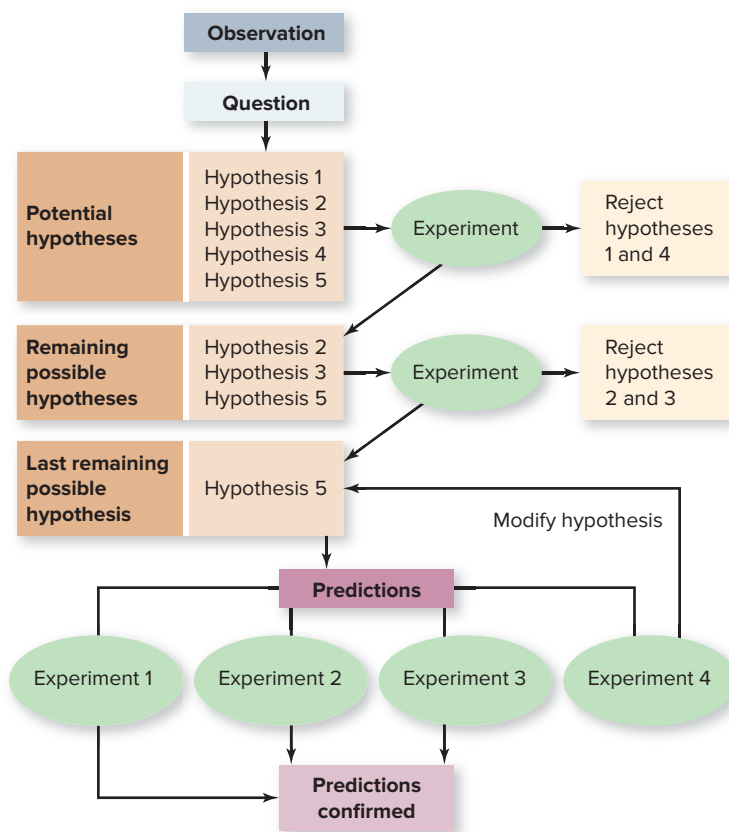 Observation
Question
Potential
hypotheses
Hypothesis 1
Hypothesis 2
Hypothesis 3
Hypothesis 4
Hypothesis 5
Experiment
Reject
hypotheses
1 and 4
Remaining
possible
hypotheses
Hypothesis 2
Hypothesis 3
Hypothesis 5
Experiment
Reject
hypotheses
2 and 3
Last remaining
possible
hypothesis
Hypothesis 5
Modify hypothesis
Predictions
Experiment 1
Experiment 2
Experiment 3
Experiment 4
Predictions
confirmed